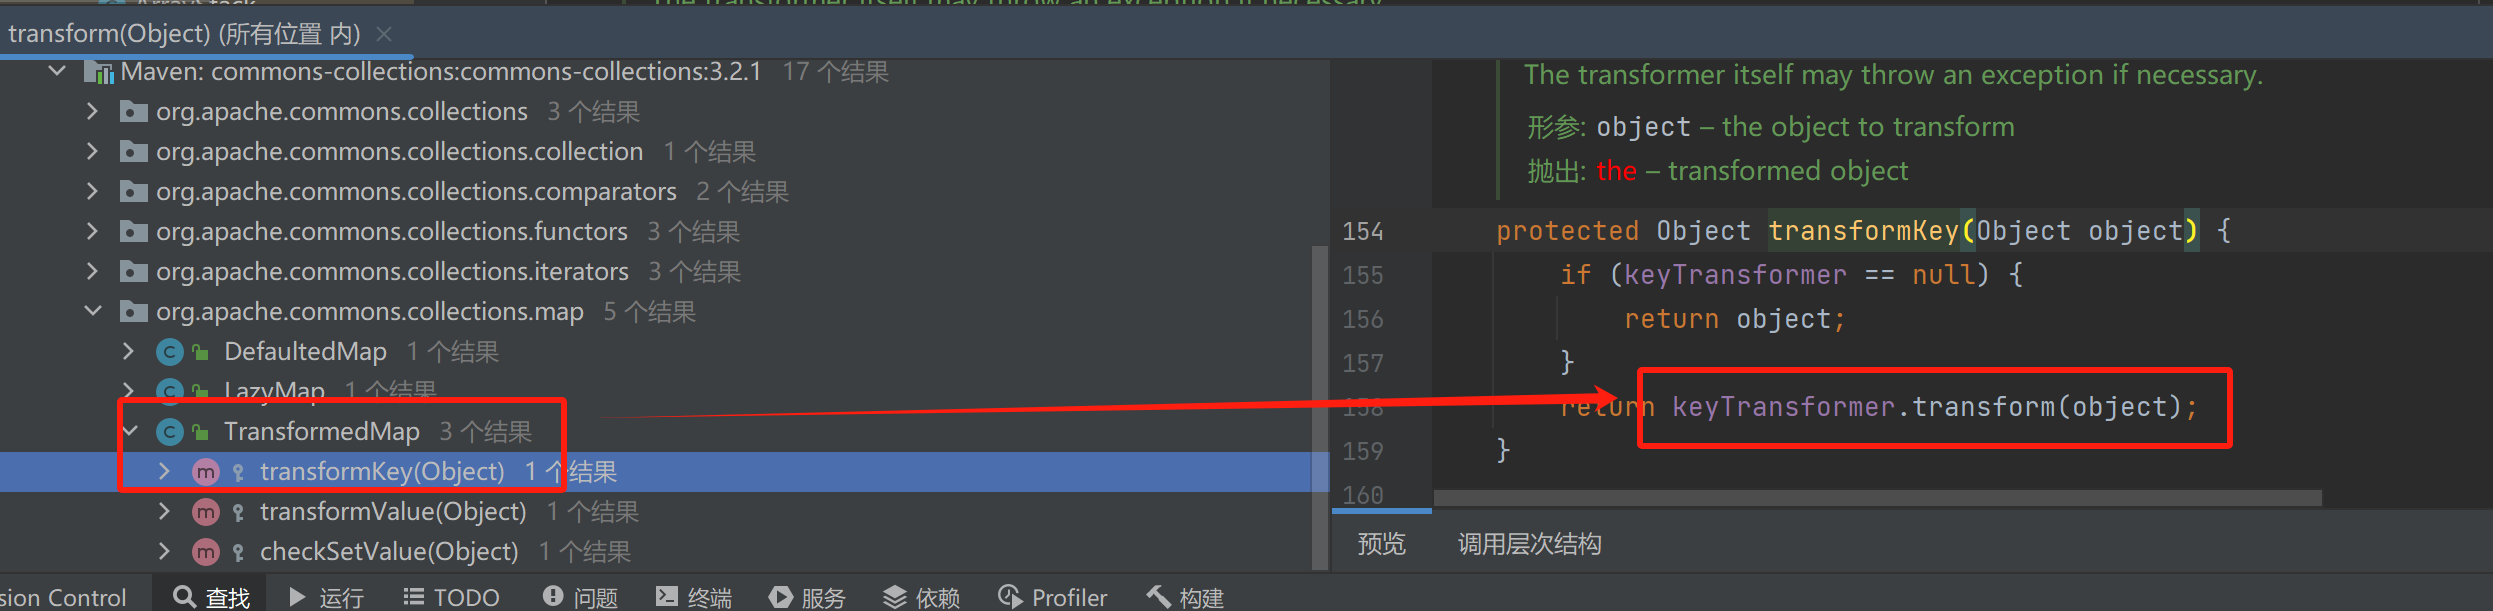 transform(Object) (所有位置 内)
Maven: commons-collections:commons-collections:3.2.1 17 个结果
org.apache.commons.collections 3 个结果
org.apache.commons.collections.collection 1 个结果
org.apache.commons.collections.comparators 2 个结果
org.apache.commons.collections.functors 3 个结果
org.apache.commons.collections.iterators 3 个结果
org.apache.commons.collections.map 5 个结果
DefaultedMap 1 个结果
LazyMap 1 个结果
TransformedMap 3 个结果
transformKey(Object) 1 个结果
transformValue(Object) 1 个结果
checkSetValue(Object) 1 个结果
The transformer itself may throw an exception if necessary.
形参: object – the object to transform
抛出: the – transformed object
154 protected Object transformKey(Object object) {
155 if (keyTransformer == null) {
156 return object;
157 }
158 return keyTransformer.transform(object);
159 }
160
预览 调用层次结构
sion Control 查找 运行 TODO 问题 终端 服务 依赖 Profiler 构建